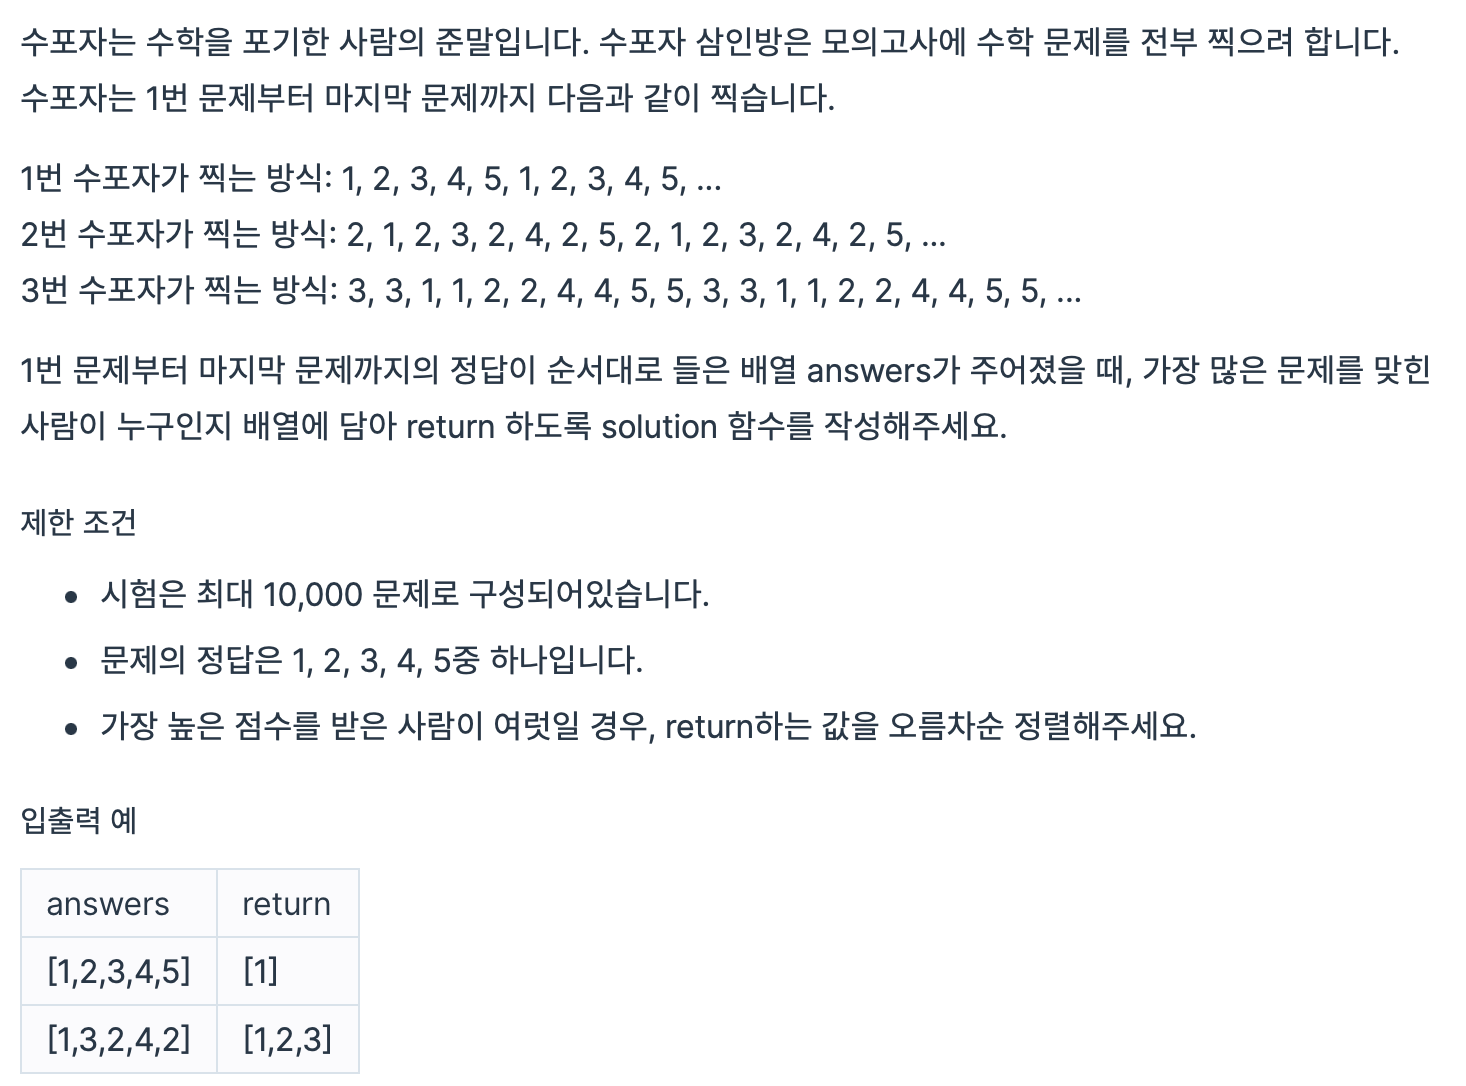 수포자는 수학을 포기한 사람의 준말입니다. 수포자 삼인방은 모의고사에 수학 문제를 전부 찍으려 합니다.
수포자는 1번 문제부터 마지막 문제까지 다음과 같이 찍습니다.
1번 수포자가 찍는 방식: 1, 2, 3, 4, 5, 1, 2, 3, 4, 5, ...
2번 수포자가 찍는 방식: 2, 1, 2, 3, 2, 4, 2, 5, 2, 1, 2, 3, 2, 4, 2, 5, ...
3번 수포자가 찍는 방식: 3, 3, 1, 1, 2, 2, 4, 4, 5, 5, 3, 3, 1, 1, 2, 2, 4, 4, 5, 5, ...
1번 문제부터 마지막 문제까지의 정답이 순서대로 들은 배열 answers가 주어졌을 때, 가장 많은 문제를 맞힌
사람이 누구인지 배열에 담아 return 하도록 solution 함수를 작성해주세요.
제한 조건
• 시험은 최대 10,000 문제로 구성되어있습니다.
• 문제의 정답은 1, 2, 3, 4, 5중 하나입니다.
• 가장 높은 점수를 받은 사람이 여럿일 경우, return하는 값을 오름차순 정렬해주세요.
입출력 예
answers return
[1,2,3,4,5] [1]
[1,3,2,4,2] [1,2,3]